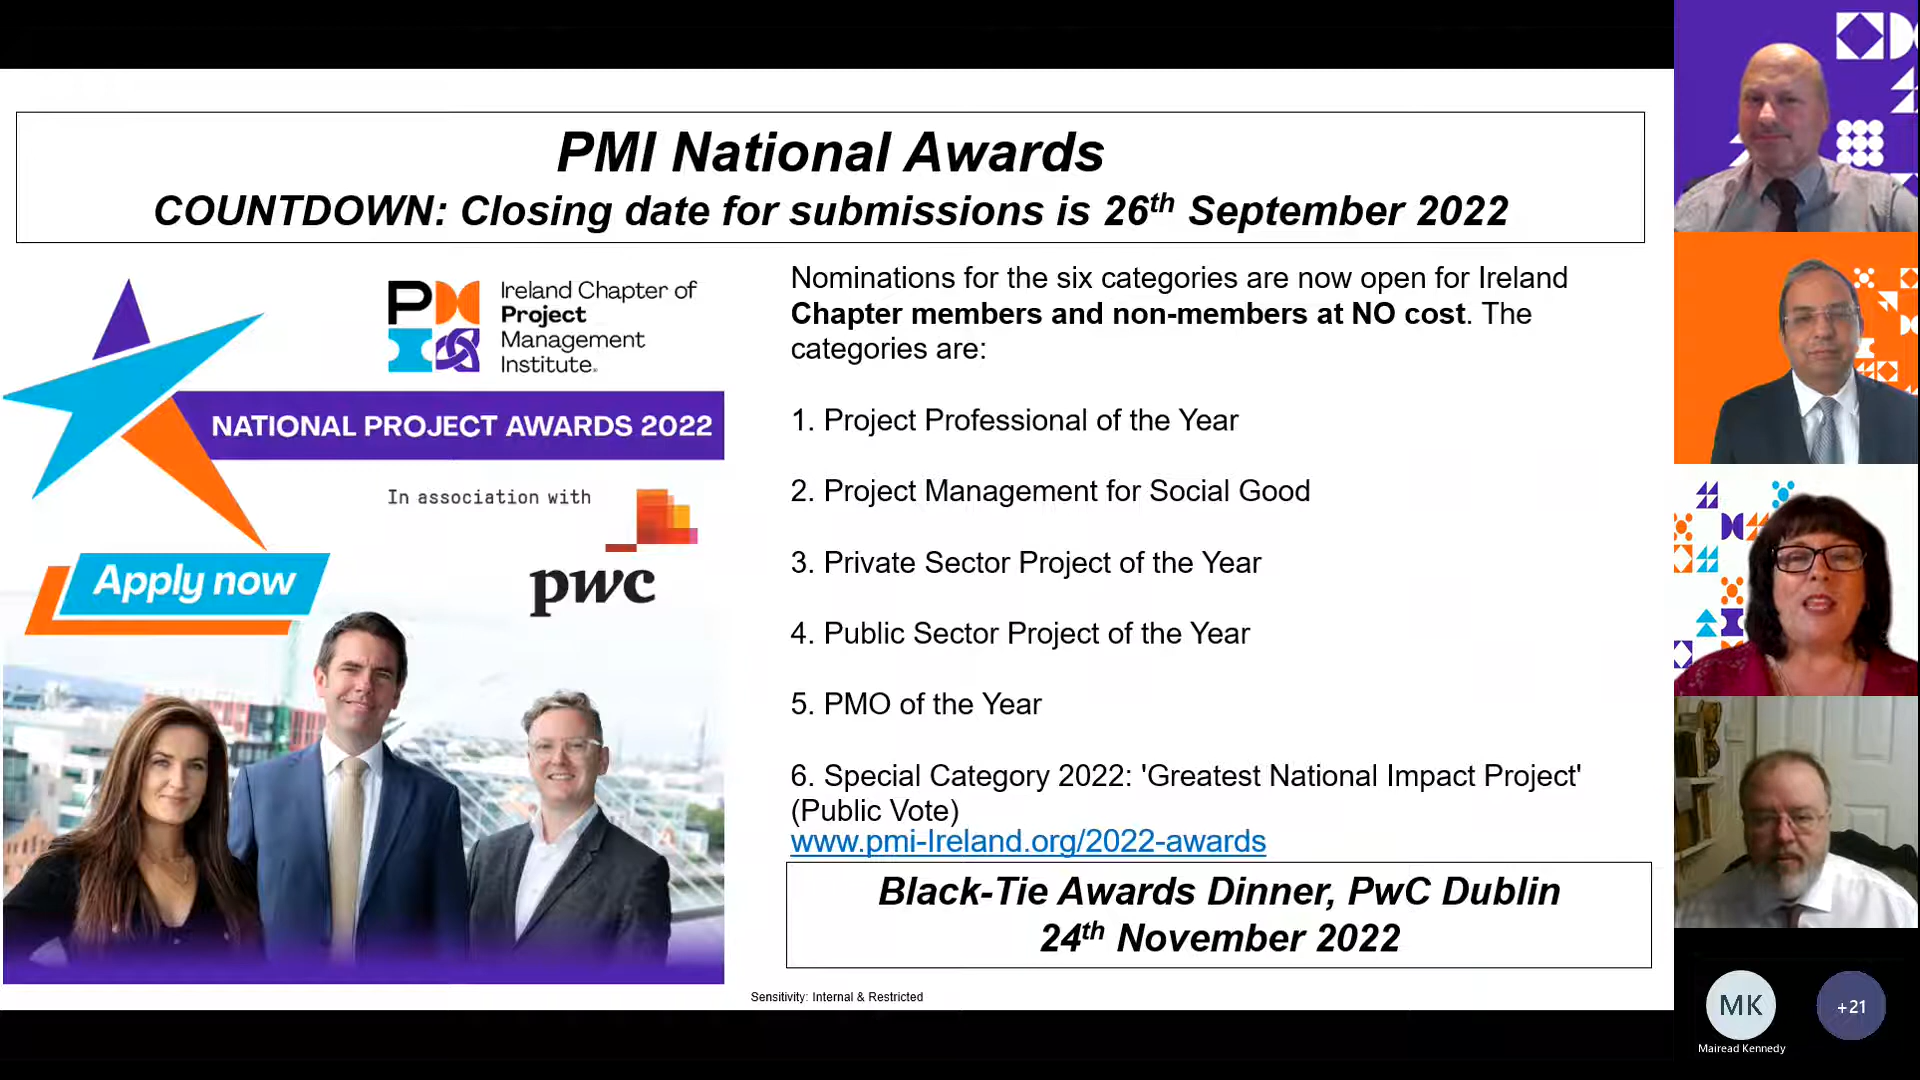 PMI National Awards
COUNTDOWN: Closing date for submissions is 26th September 2022
PMI
Ireland Chapter of
Project
Management
Institute.
NATIONAL PROJECT AWARDS 2022
In association with
pwc
Apply now
Nominations for the six categories are now open for Ireland
Chapter members and non-members at NO cost. The
categories are:
1. Project Professional of the Year
2. Project Management for Social Good
3. Private Sector Project of the Year
4. Public Sector Project of the Year
5. PMO of the Year
6. Special Category 2022: 'Greatest National Impact Project'
(Public Vote)
www.pmi-Ireland.org/2022-awards
Black-Tie Awards Dinner, PwC Dublin
24th November 2022
Sensitivity: Internal & Restricted
MK
+21
Mairead Kennedy